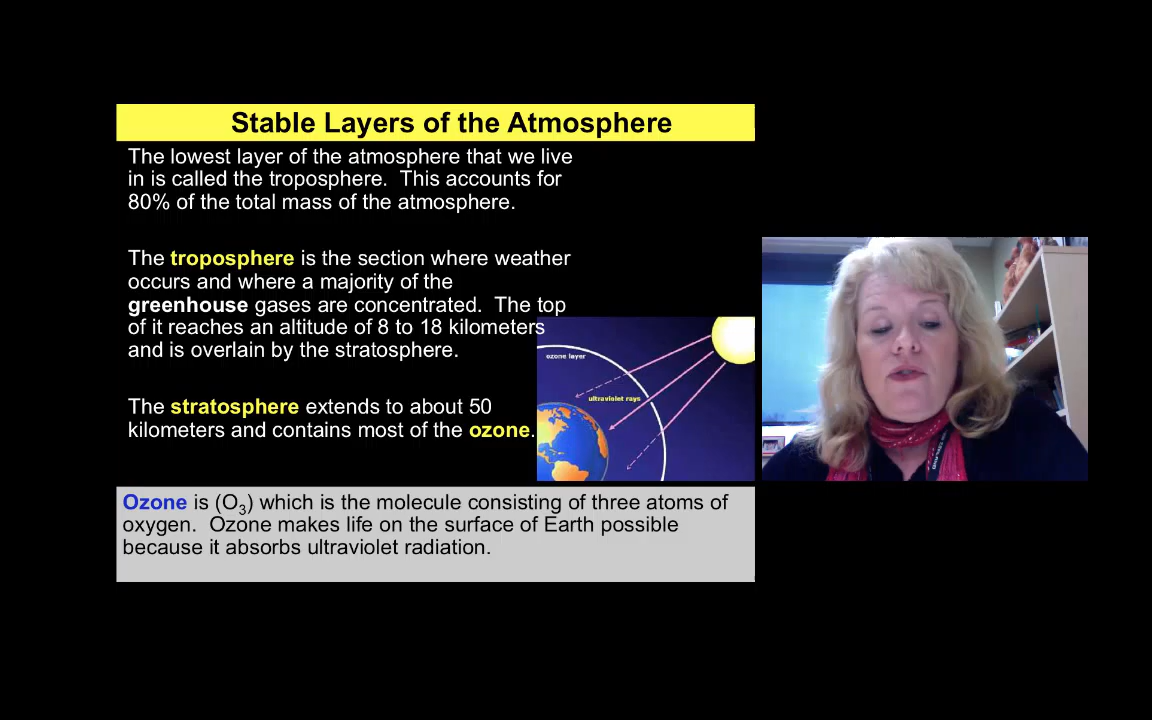 Stable Layers of the Atmosphere
The lowest layer of the atmosphere that we live
in is called the troposphere.  This accounts for
80% of the total mass of the atmosphere.
The troposphere is the section where weather
occurs and where a majority of the
greenhouse gases are concentrated.  The top
of it reaches an altitude of 8 to 18 kilometers
and is overlain by the stratosphere.
ozone layer
ultraviolet rays
The stratosphere extends to about 50
kilometers and contains most of the ozone.
Ozone is (O₃) which is the molecule consisting of three atoms of
oxygen.  Ozone makes life on the surface of Earth possible
because it absorbs ultraviolet radiation.